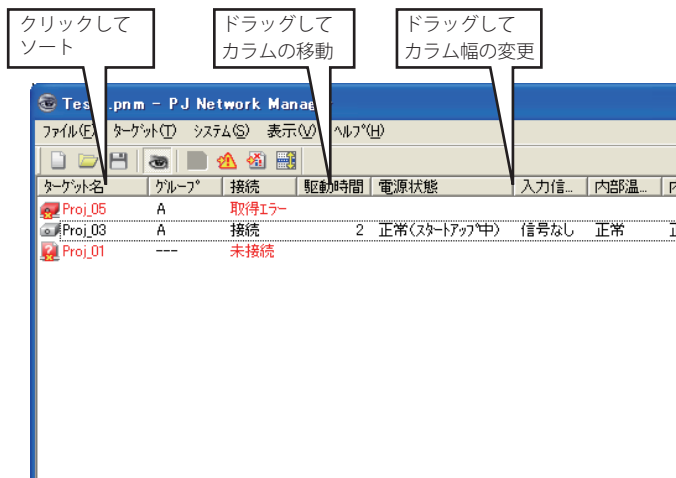 クリックして
ソート
ドラッグして
カラムの移動
ドラッグして
カラム幅の変更
.pnm - PJ Network
ファイル(F) ターゲット(T) システム(S) 表示(V) ヘルプ(H)
ターゲット名 グループ 接続 駆動時間 電源状態 入力信... 内部温...
Proj_05 A 取得エラー
Proj_03 A 接続 2 正常(スタートアップ中) 信号なし 正常
Proj_01 --- 未接続